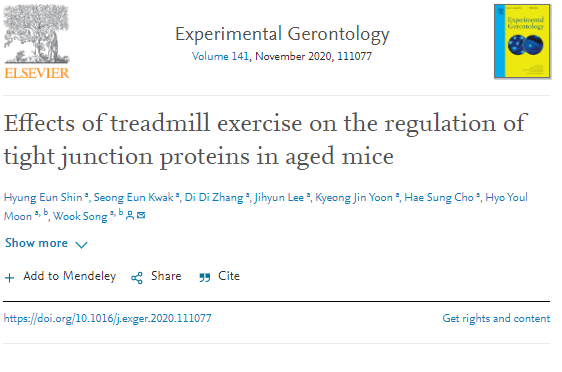 Experimental Gerontology
Volume 141, November 2020, 111077
ELSEVIER
Experimental
Gerontology
Effects of treadmill exercise on the regulation of
tight junction proteins in aged mice
Hyung Eun Shin a, Seong Eun Kwak a, Di Di Zhang a, Jihyun Lee a, Kyeong Jin Yoon a, Hae Sung Cho a, Hyo Youl
Moon a, b, Wook Song a, b
Show more
Add to Mendeley Share Cite
https://doi.org/10.1016/j.exger.2020.111077 Get rights and content